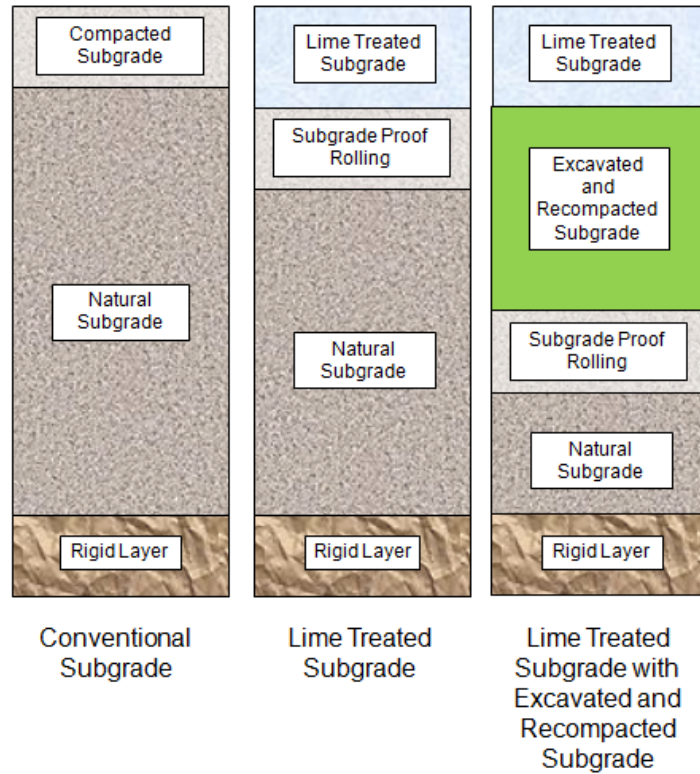 Compacted
Subgrade
Natural
Subgrade
Rigid Layer
Conventional
Subgrade
Lime Treated
Subgrade
Subgrade Proof
Rolling
Natural
Subgrade
Rigid Layer
Lime Treated
Subgrade
Lime Treated
Subgrade
Excavated
and
Recompacted
Subgrade
Subgrade Proof
Rolling
Natural
Subgrade
Rigid Layer
Lime Treated
Subgrade with
Excavated and
Recompacted
Subgrade